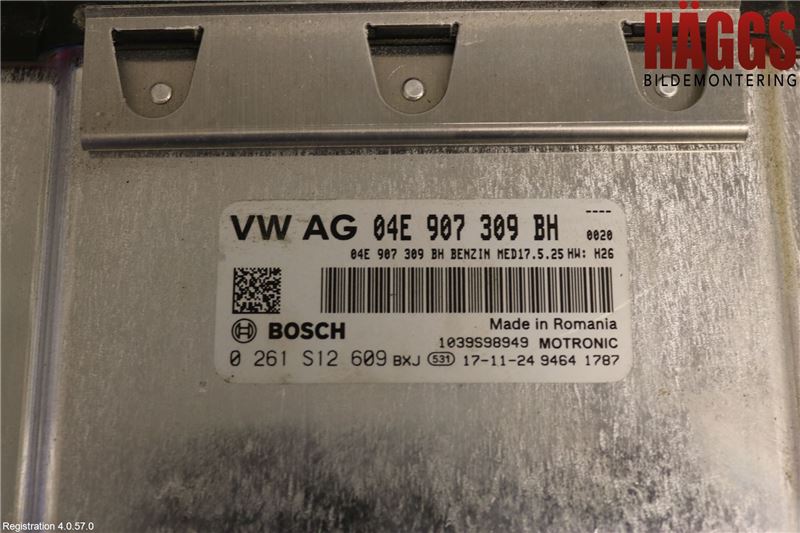 HÄGGS
BILDEMONTERING
VW AG 04E 907 309 BH ---- 0020
04E 907 309 BH BENZIN MED17.5.25 HW: H26
BOSCH
Made in Romania
1039S98949 MOTRONIC
0 261 S12 609 BXJ 531 17-11-24 9464 1787
Registration 4.0.57.0